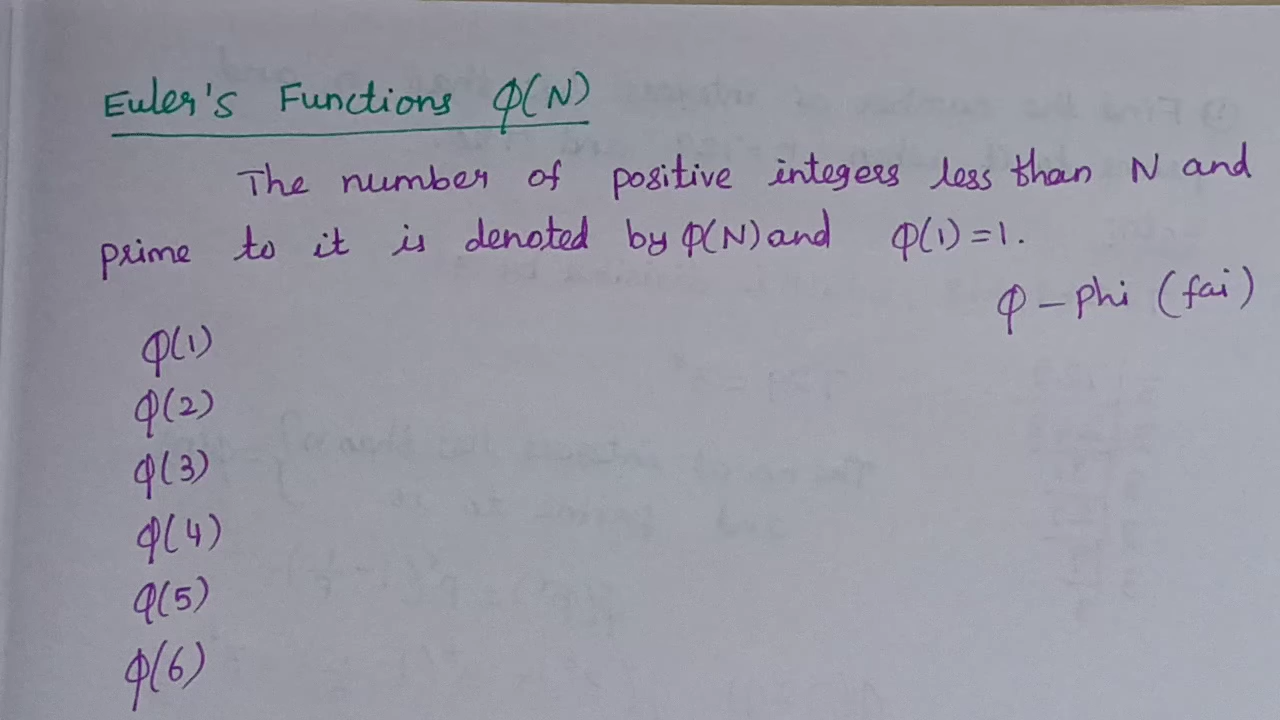 Euler's Functions φ(N)
The number of positive integers less than N and
prime to it is denoted by φ(N) and φ(1)=1.
φ – Phi (fai)
φ(1)
φ(2)
φ(3)
φ(4)
φ(5)
φ(6)